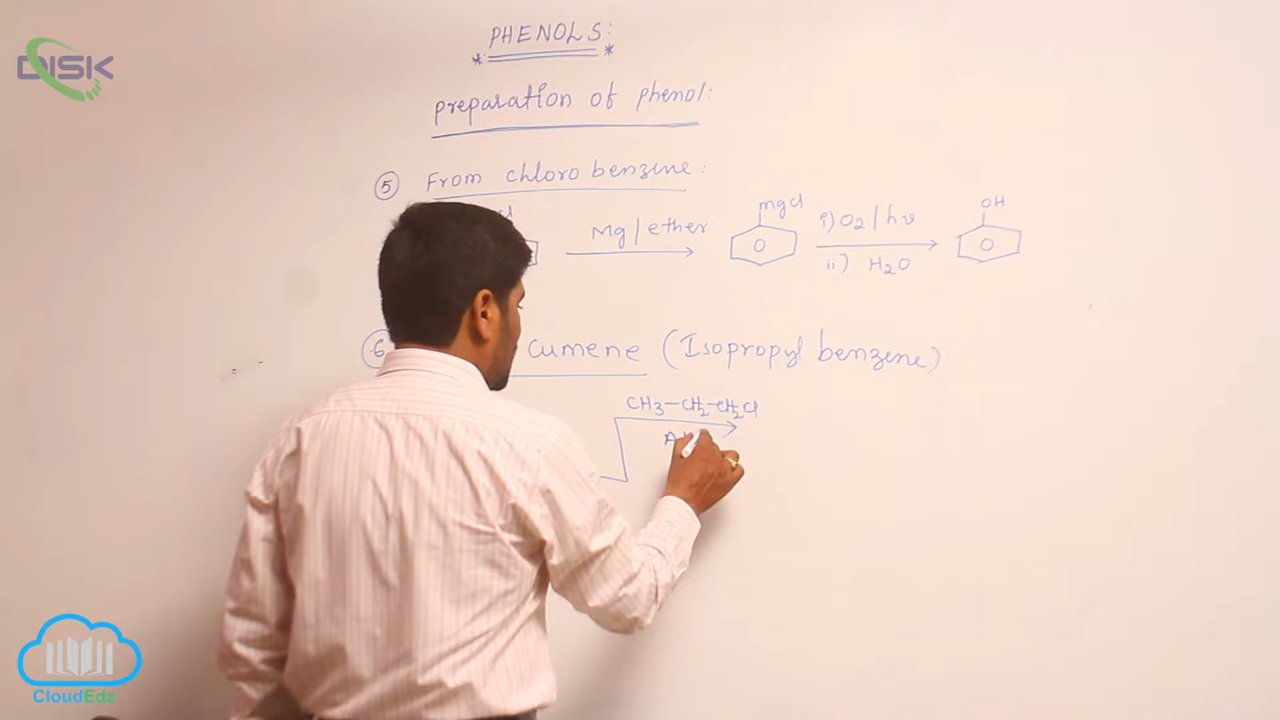 DISK
PHENOLS:
preparation of phenol:
5 From chloro benzene:
Mg/ether
mgcl
i) O2/hν
ii) H2O
OH
6 cumene (Isopropyl benzene)
CH3-CH2-CH2Cl
CloudEdz